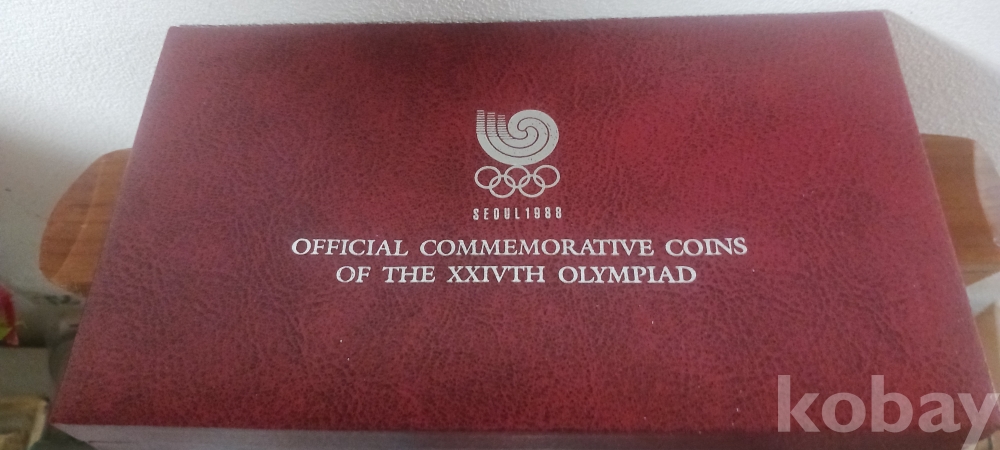 SEOUL 1988
OFFICIAL COMMEMORATIVE COINS
OF THE XXIVTH OLYMPIAD
kobay